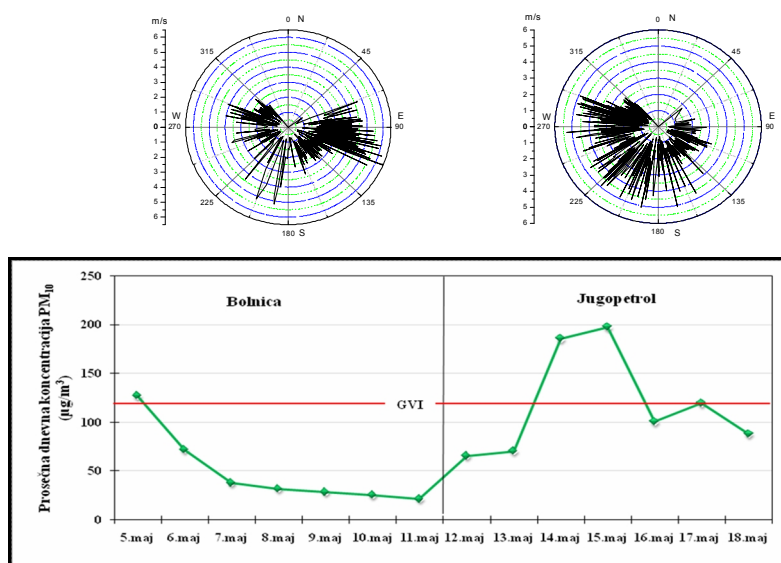 m/s
0 N
6
5
4
3
2
1
0
1
2
3
4
5
6
315
45
W
270
E
90
225
135
180 S
m/s
0 N
6
5
4
3
2
1
0
1
2
3
4
5
6
315
45
W
270
E
90
225
135
180 S
Prosečna dnevna koncentracija PM10
(µg/m3)
250
200
150
100
50
0
Bolnica
Jugopetrol
GVI
5.maj 6.maj 7.maj 8.maj 9.maj 10.maj 11.maj 12.maj 13.maj 14.maj 15.maj 16.maj 17.maj 18.maj